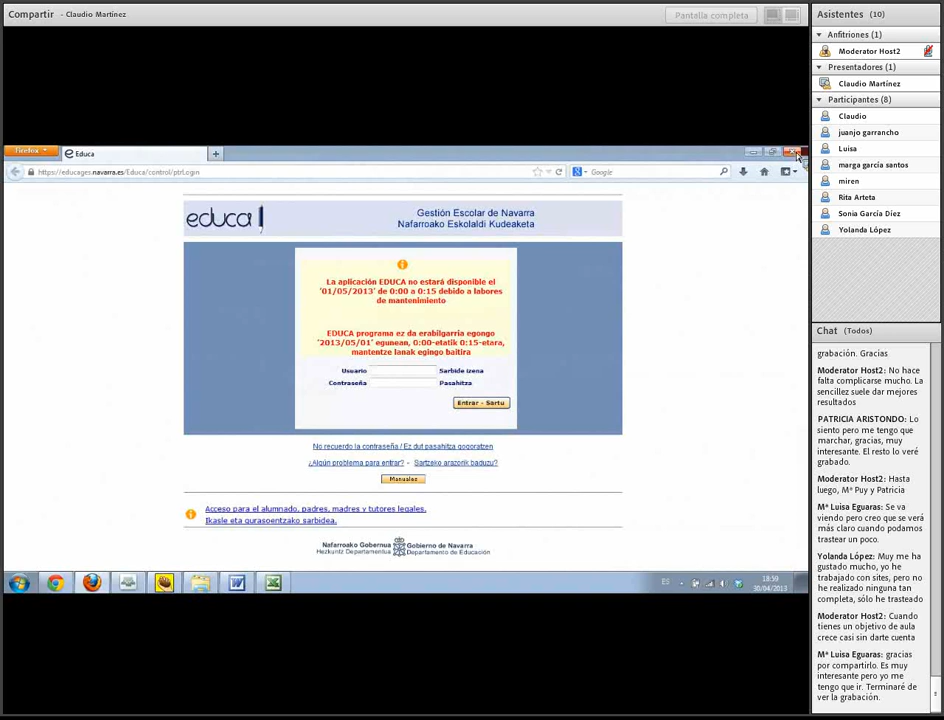 Compartir - Claudio Martínez
Pantalla completa
Firefox
Educa
https://educages.navarra.es/Educa/control/ptrLogin
Google
educa
Gestión Escolar de Navarra
Nafarroako Eskolaldi Kudeaketa
La aplicación EDUCA no estará disponible el
'01/05/2013' de 0:00 a 0:15 debido a labores
de mantenimiento
EDUCA programa ez da erabilgarria egongo
'2013/05/01' egunean, 0:00-etatik 0:15-etara,
mantentze lanak egingo baitira
Usuario Sarbide izena
Contraseña Pasahitza
Entrar - Sartu
No recuerdo la contraseña / Ez dut pasahitza gogoratzen
¿Algún problema para entrar? - Sartzeko arazorik baduzu?
Manuales
Acceso para el alumnado, padres, madres y tutores legales.
Ikasle eta gurasoentzako sarbidea.
Nafarroako Gobernua Gobierno de Navarra
Hezkuntz Departamentua Departamento de Educación
ES
18:59
30/04/2013
Asistentes (10)
Anfitriones (1)
Moderator Host2
Presentadores (1)
Claudio Martínez
Participantes (8)
Claudio
juanjo garrancho
Luisa
marga garcía santos
miren
Rita Arteta
Sonia García Díez
Yolanda López
Chat (Todos)
grabación. Gracias
Moderator Host2: No hace
falta complicarse mucho. La
sencillez suele dar mejores
resultados
PATRICIA ARISTONDO: Lo
siento pero me tengo que
marchar, gracias, muy
interesante. El resto lo veré
grabado.
Moderator Host2: Hasta
luego, Mª Puy y Patricia
Mª Luisa Eguaras: Se va
viendo pero creo que se verá
más claro cuando podamos
trastear un poco.
Yolanda López: Muy me ha
gustado mucho, yo he
trabajado con sites, pero no
he realizado ninguna tan
completa, sólo he trasteado
Moderator Host2: Cuando
tienes un objetivo de aula
crece casi sin darte cuenta
Mª Luisa Eguaras: gracias
por compartirlo. Es muy
interesante pero yo me
tengo que ir. Terminaré de
ver la grabación.